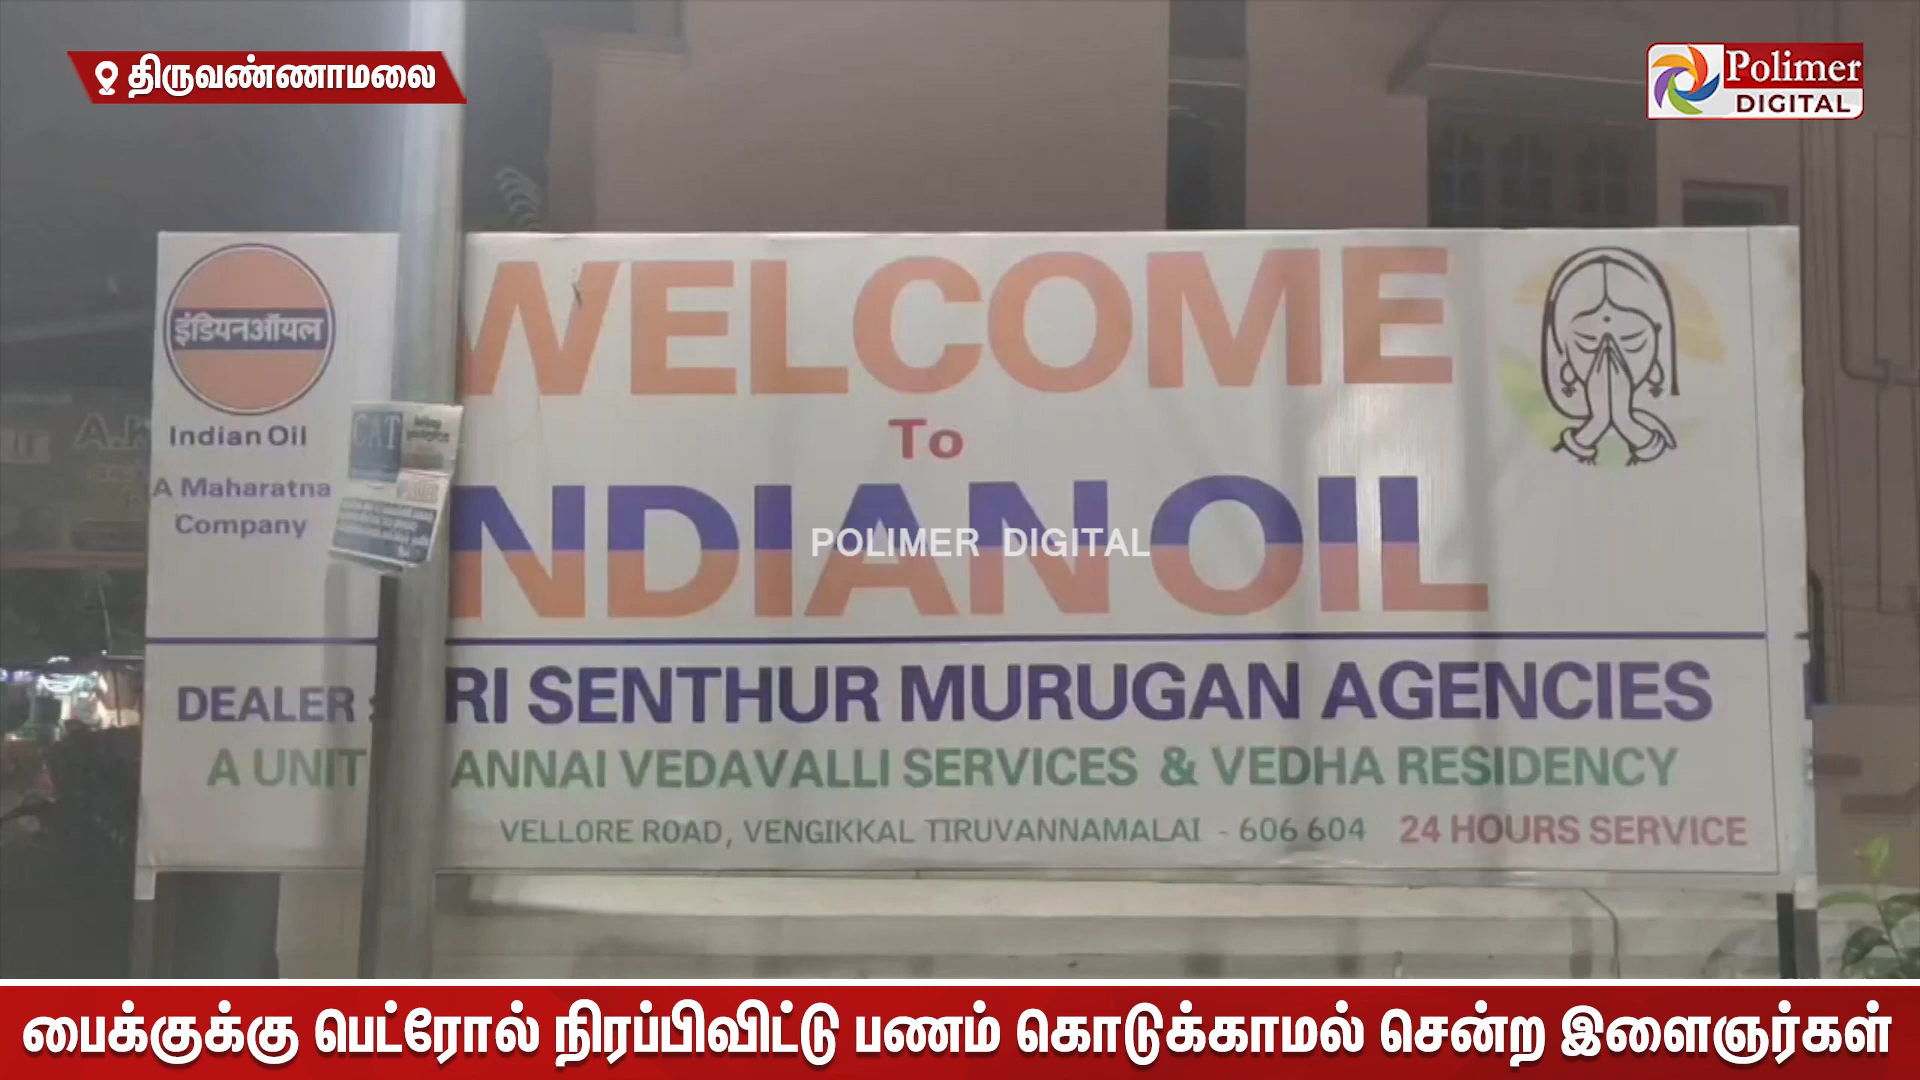 திருவண்ணாமலை
Polimer
DIGITAL
इंडियनऑयल
Indian Oil
A Maharatna
Company
CAT
WELCOME
To
INDIANOIL
POLIMER DIGITAL
DEALER : RI SENTHUR MURUGAN AGENCIES
A UNIT ANNAI VEDAVALLI SERVICES & VEDHA RESIDENCY
VELLORE ROAD, VENGIKKAL TIRUVANNAMALAI - 606 604 24 HOURS SERVICE
பைக்குக்கு பெட்ரோல் நிரப்பிவிட்டு பணம் கொடுக்காமல் சென்ற இளைஞர்கள்